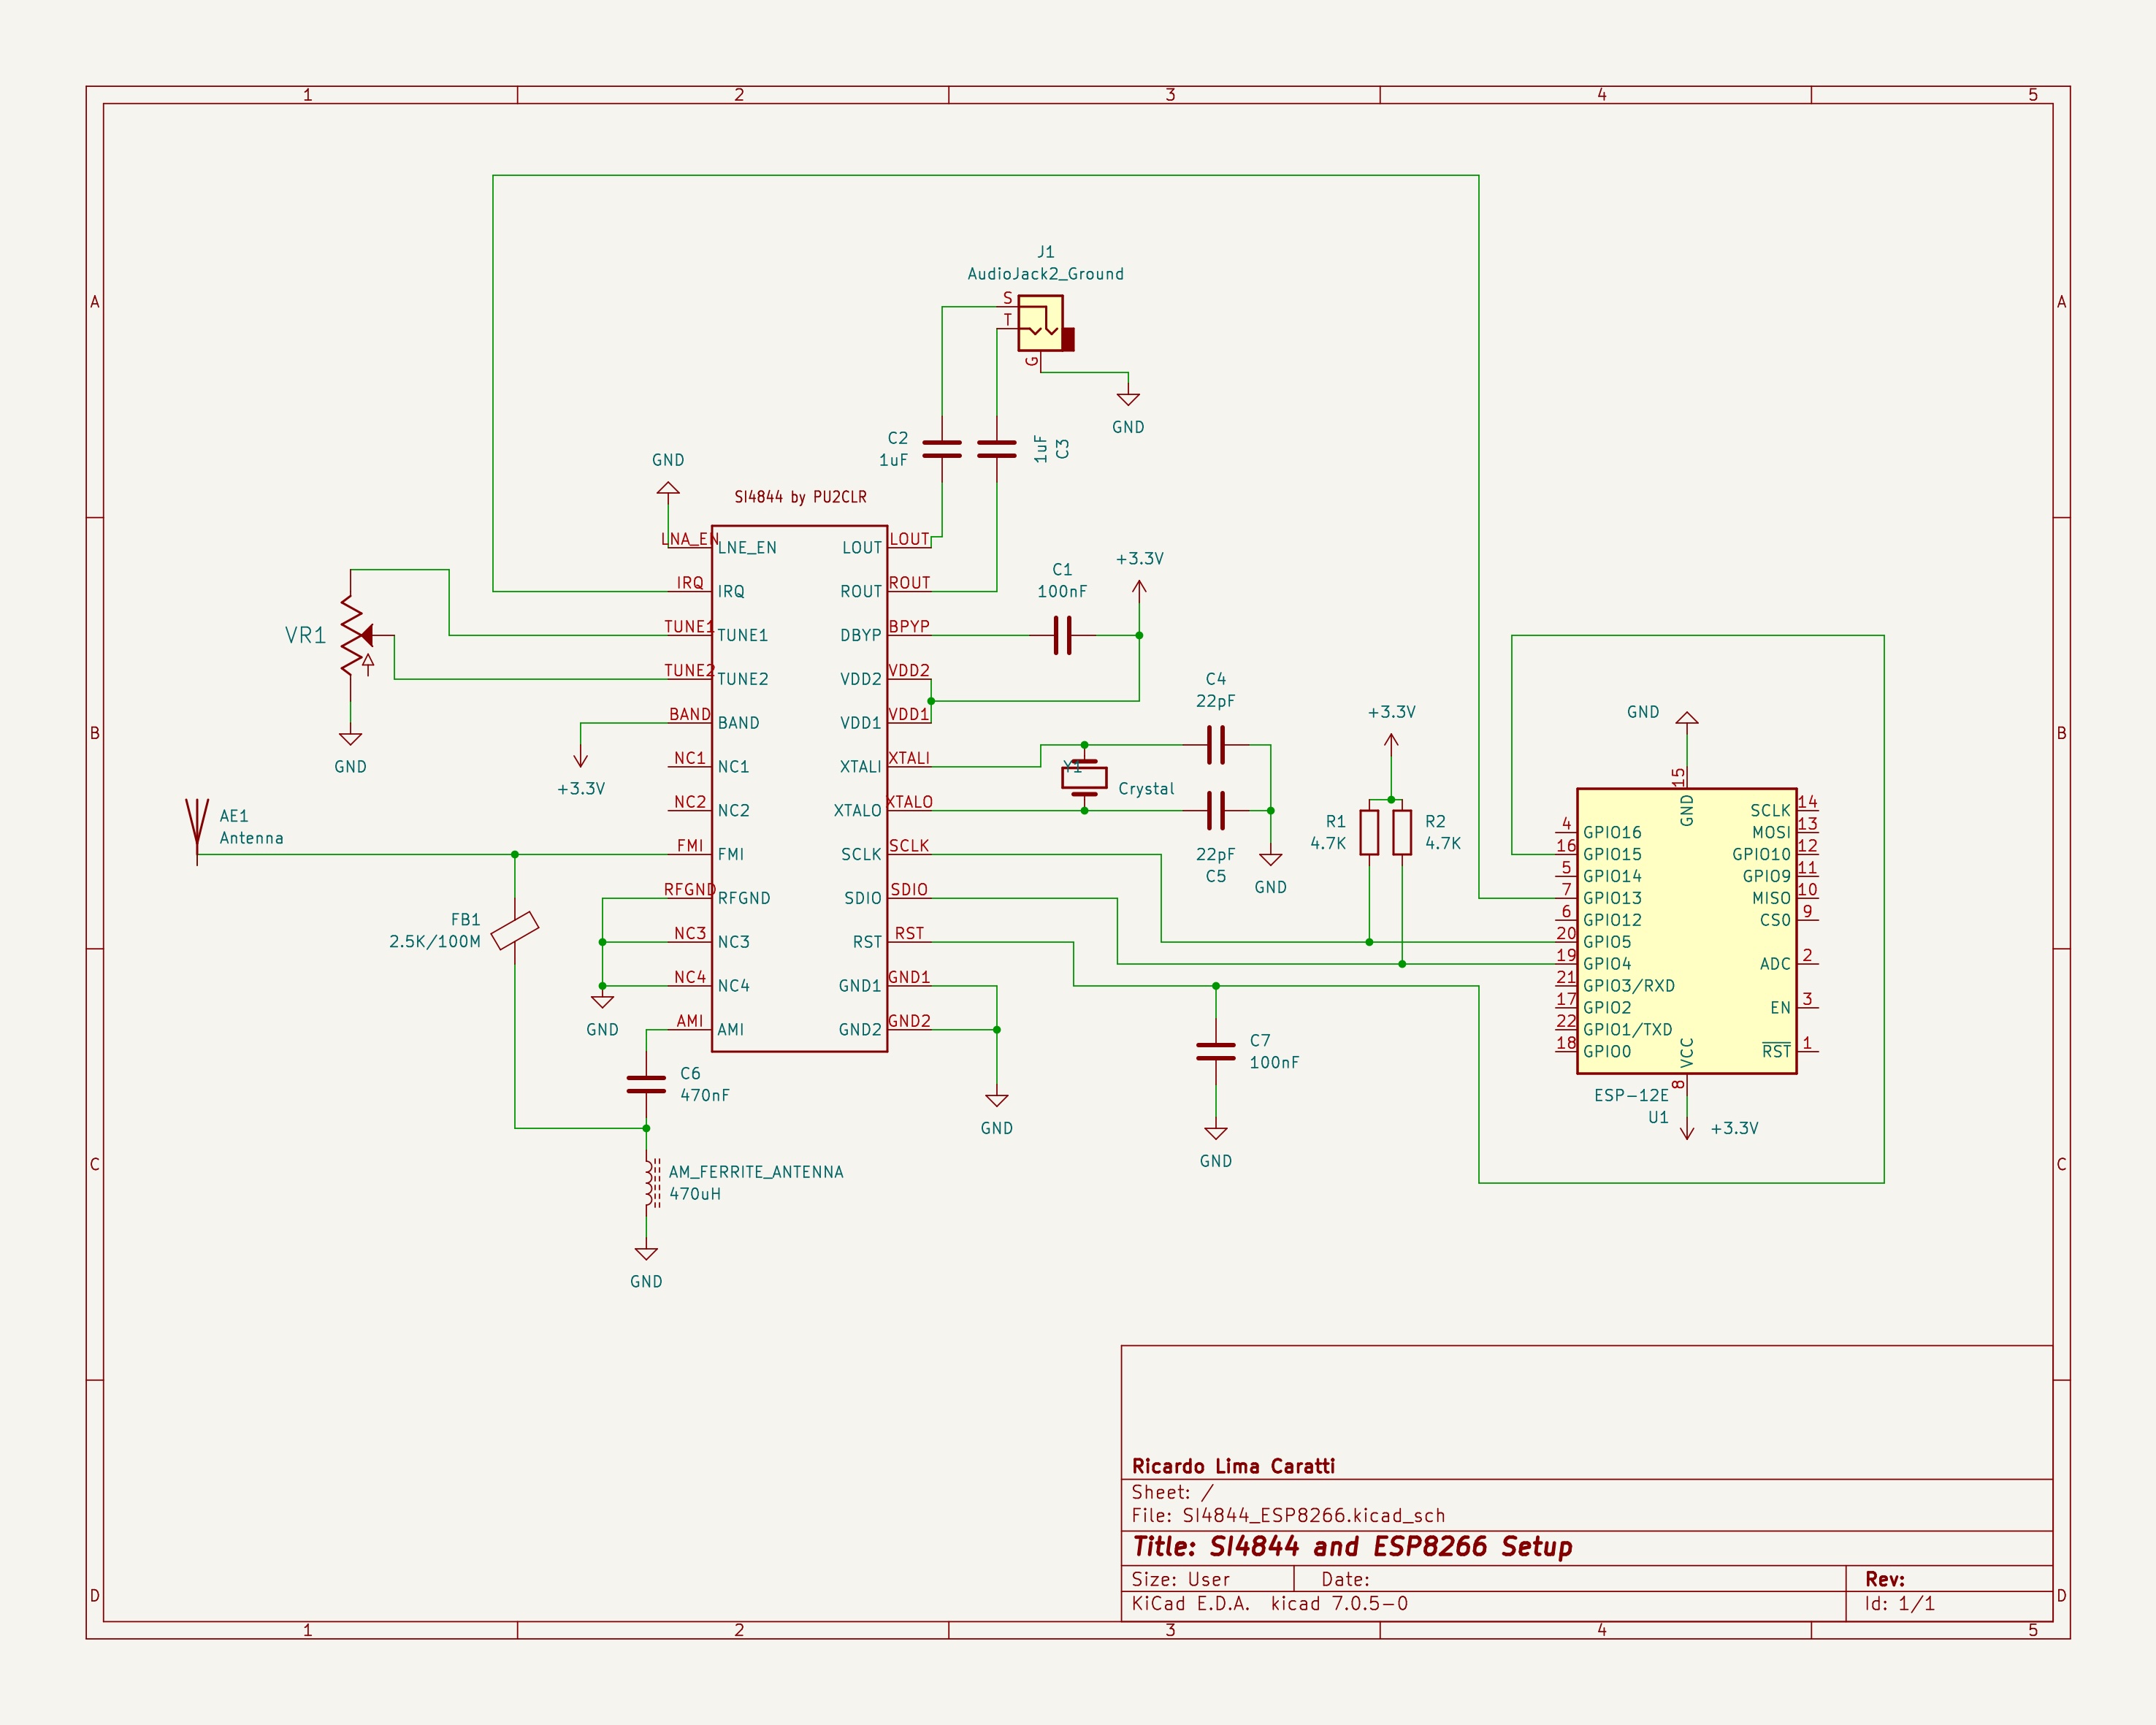 1 2 3 4 5
A A
J1
AudioJack2_Ground
S
T
G
GND
C2
1uF
1uF
C3
GND
SI4844 by PU2CLR
LNA_EN LNE_EN LOUT LOUT
IRQ IRQ ROUT ROUT
TUNE1 TUNE1 DBYP BPYP
TUNE2 TUNE2 VDD2 VDD2
BAND BAND VDD1 VDD1
NC1 NC1 XTALI XTALI
NC2 NC2 XTALO XTALO
FMI FMI SCLK SCLK
RFGND RFGND SDIO SDIO
NC3 NC3 RST RST
NC4 NC4 GND1 GND1
AMI AMI GND2 GND2
VR1
GND
+3.3V
C1
100nF
+3.3V
C4
22pF
Y1
Crystal
22pF
C5
GND
B B
AE1
Antenna
FB1
2.5K/100M
GND
C6
470nF
AM_FERRITE_ANTENNA
470uH
GND
GND
C7
100nF
GND
+3.3V
R1
4.7K
R2
4.7K
GND
15
GND
4 GPIO16
16 GPIO15
5 GPIO14
7 GPIO13
6 GPIO12
20 GPIO5
19 GPIO4
21 GPIO3/RXD
17 GPIO2
22 GPIO1/TXD
18 GPIO0
SCLK 14
MOSI 13
GPIO10 12
GPIO9 11
MISO 10
CS0 9
ADC 2
EN 3
RST 1
VCC
8
ESP-12E
U1
+3.3V
C C
Ricardo Lima Caratti
Sheet: /
File: SI4844_ESP8266.kicad_sch
Title: SI4844 and ESP8266 Setup
Size: User Date: Rev:
KiCad E.D.A. kicad 7.0.5-0 Id: 1/1
D D
1 2 3 4 5